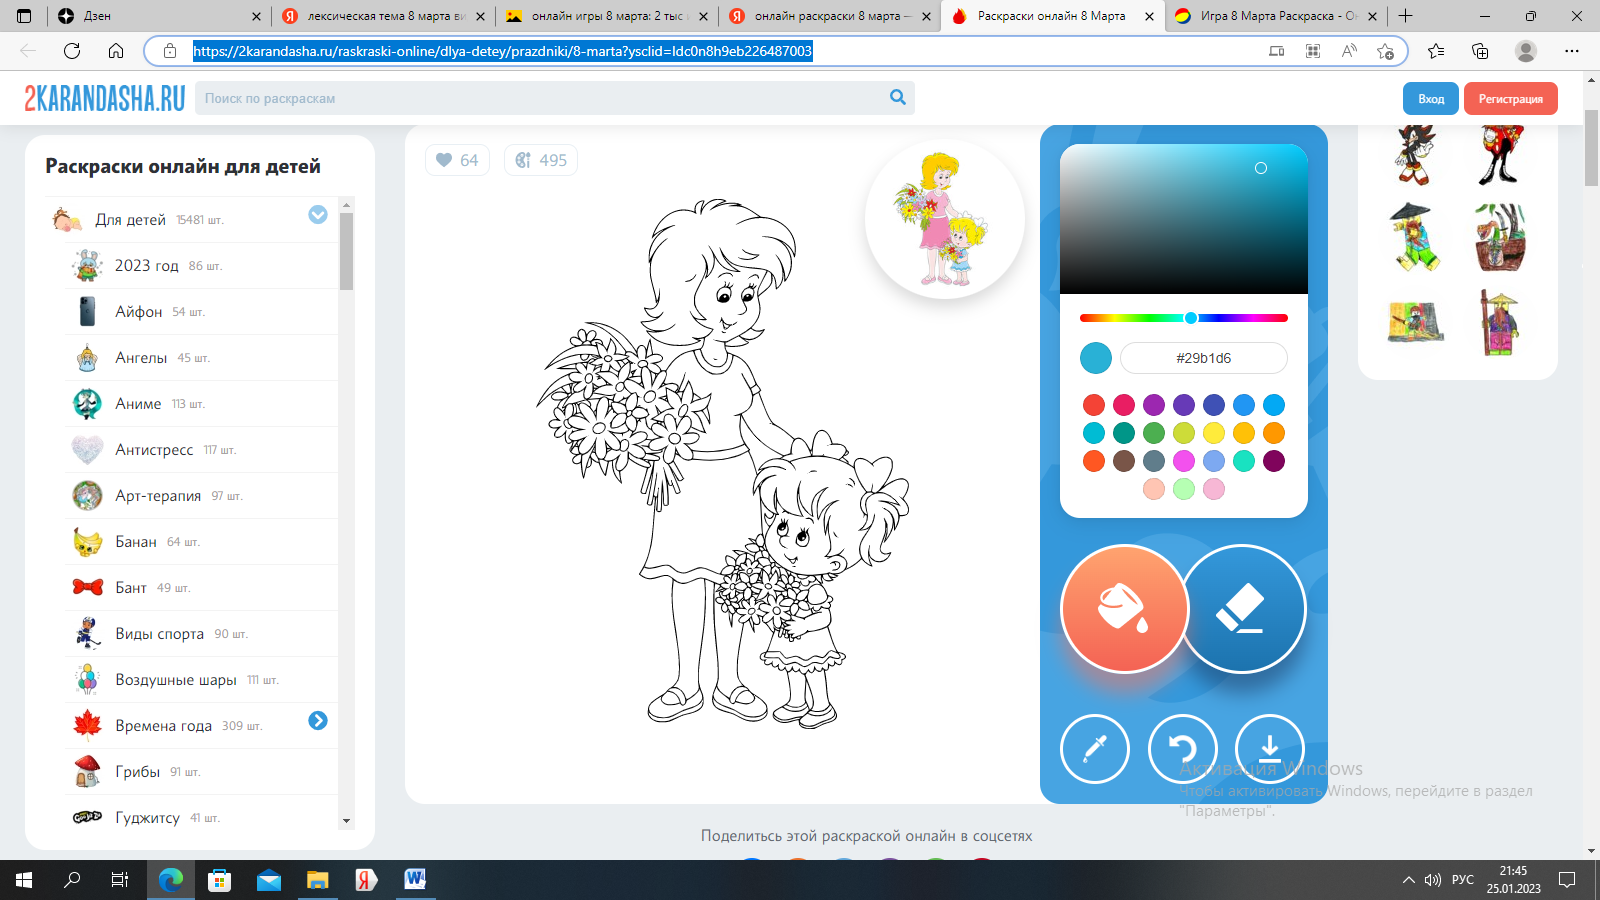 Дзен
лексическая тема 8 марта ви
онлайн игры 8 марта: 2 тыс и
онлайн раскраски 8 марта —
Раскраски онлайн 8 Марта
Игра 8 Марта Раскраска - Он
https://2karandasha.ru/raskraski-online/dlya-detey/prazdniki/8-marta?ysclid=ldc0n8h9eb226487003
2KARANDASHA.RU
Поиск по раскраскам
Вход
Регистрация
Раскраски онлайн для детей
Для детей 15481 шт.
2023 год 86 шт.
Айфон 54 шт.
Ангелы 45 шт.
Аниме 113 шт.
Антистресс 117 шт.
Арт-терапия 97 шт.
Банан 64 шт.
Бант 49 шт.
Виды спорта 90 шт.
Воздушные шары 111 шт.
Времена года 309 шт.
Грибы 91 шт.
Гуджитсу 41 шт.
64
495
#29b1d6
Активация Windows
Чтобы активировать Windows, перейдите в раздел
"Параметры".
Поделитьсь этой раскраской онлайн в соцсетях
РУС
21:45
25.01.2023